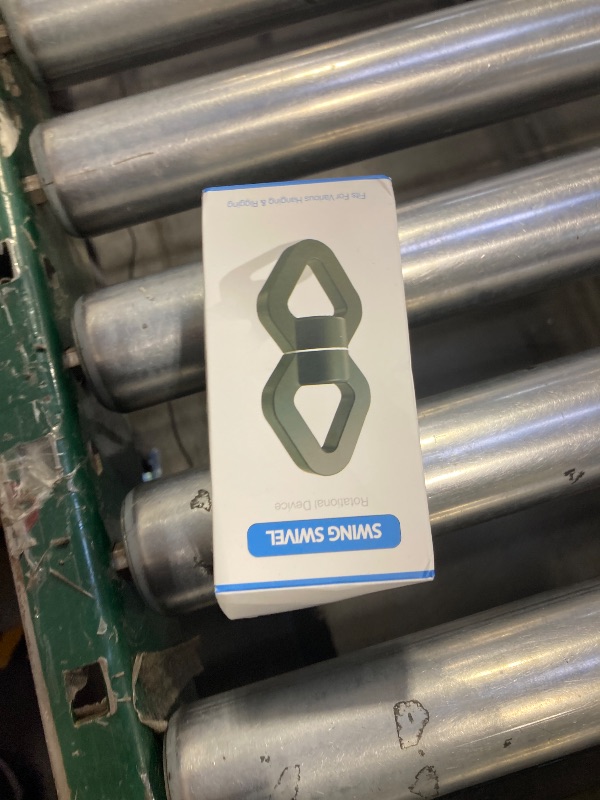 SWING SWIVEL
Rotational Device
Fits For Various Hanging & Rigging